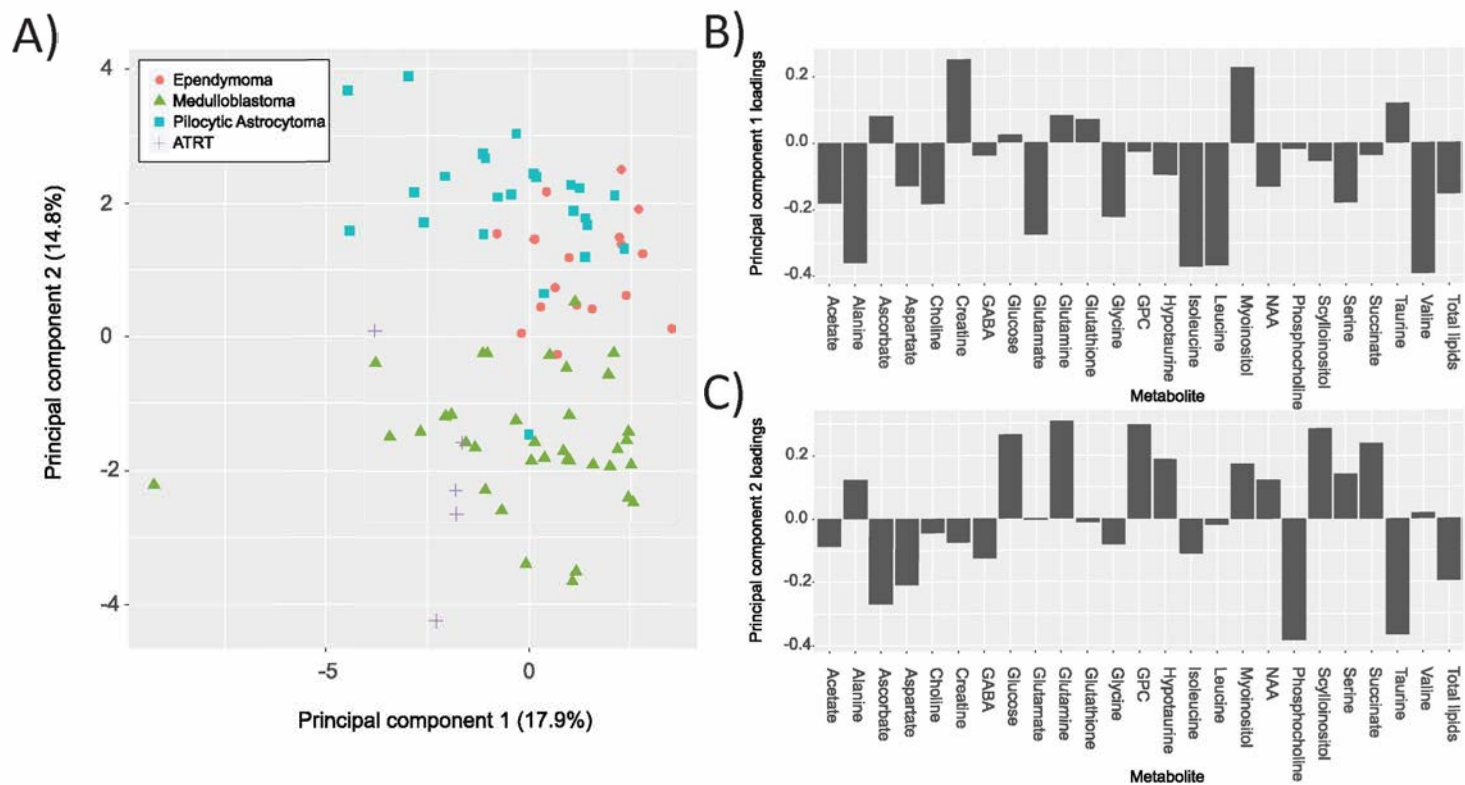 A)
Principal component 2 (14.8%)
4
2
0
-2
-4
Ependymoma
Medulloblastoma
Pilocytic Astrocytoma
ATRT
-5
0
Principal component 1 (17.9%)
B)
Principal component 1 loadings
0.2
0.0
-0.2
-0.4
Acetate
Alanine
Ascorbate
Aspartate
Choline
Creatine
GABA
Glucose
Glutamate
Glutamine
Glutathione
Glycine
GPC
Hypotaurine
Isoleucine
Leucine
Myoinositol
NAA
Phosphocholine
Scylloinositol
Serine
Succinate
Taurine
Valine
Total lipids
Metabolite
C)
Principal component 2 loadings
0.2
0.0
-0.2
-0.4
Acetate
Alanine
Ascorbate
Aspartate
Choline
Creatine
GABA
Glucose
Glutamate
Glutamine
Glutathione
Glycine
GPC
Hypotaurine
Isoleucine
Leucine
Myoinositol
NAA
Phosphocholine
Scylloinositol
Serine
Succinate
Taurine
Valine
Total lipids
Metabolite